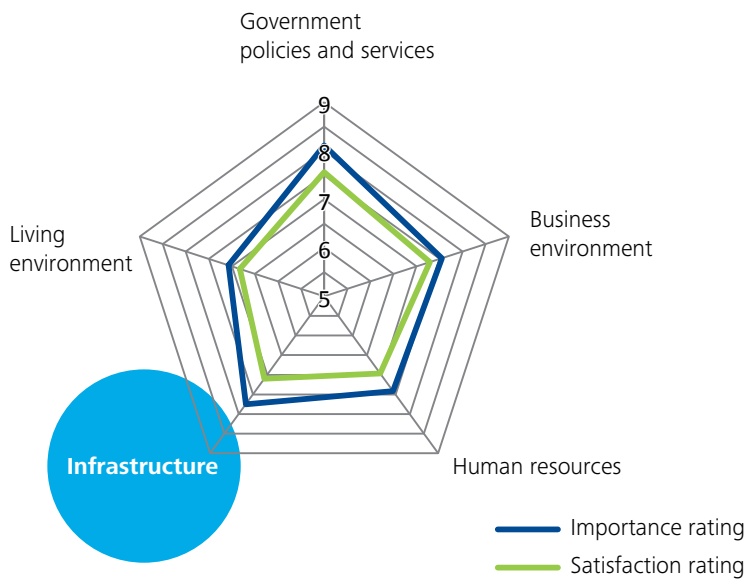 Government
policies and services
9
8
7
6
5
Living
environment
Business
environment
Infrastructure
Human resources
Importance rating
Satisfaction rating